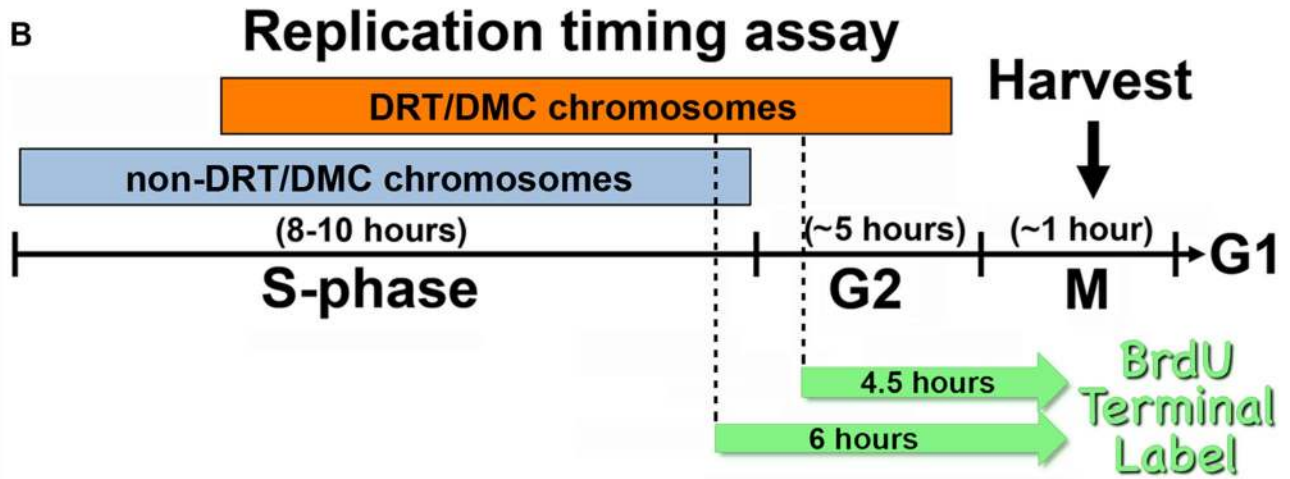 B
Replication timing assay
DRT/DMC chromosomes
Harvest
non-DRT/DMC chromosomes
(8-10 hours)
(~5 hours)
(~1 hour)
G1
S-phase
G2
M
4.5 hours
6 hours
BrdU
Terminal
Label